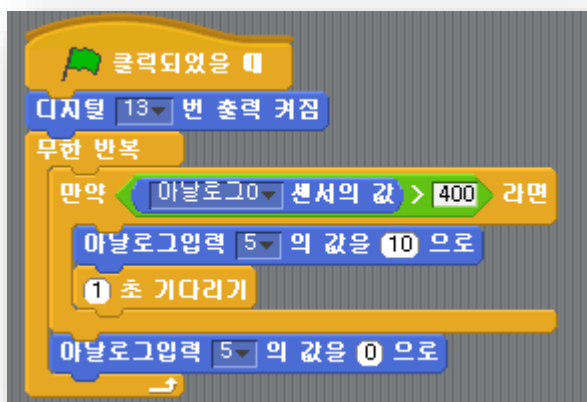 클릭되었을 때
디지털 13 번 출력 켜짐
무한 반복
만약 아날로그0 센서의 값 > 400 라면
아날로그입력 5 의 값을 10 으로
1 초 기다리기
아날로그입력 5 의 값을 0 으로